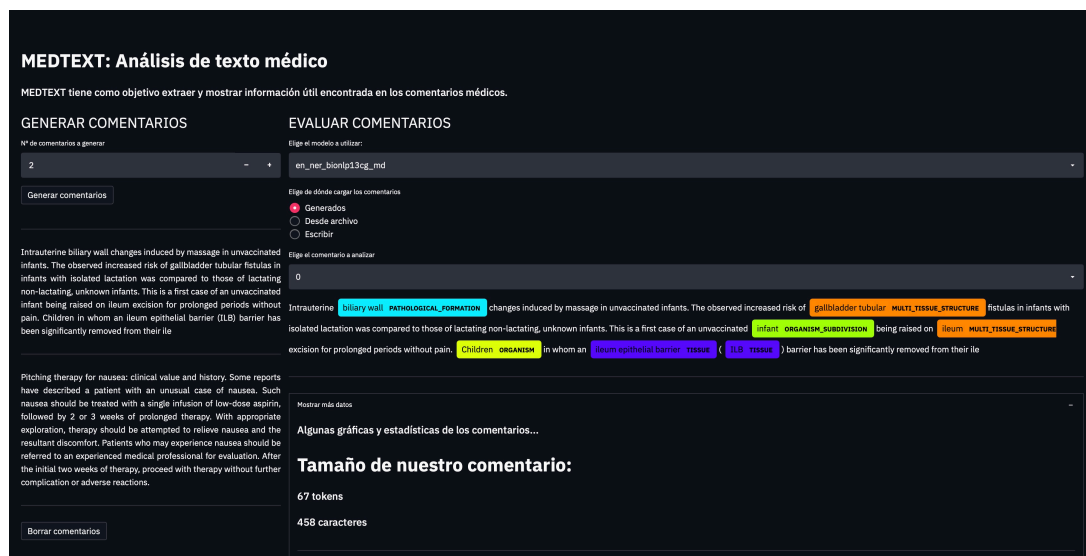 MEDTEXT: Análisis de texto médico
MEDTEXT tiene como objetivo extraer y mostrar información útil encontrada en los comentarios médicos.
GENERAR COMENTARIOS
Nº de comentarios a generar
2 − +
Generar comentarios
Intrauterine biliary wall changes induced by massage in unvaccinated
infants. The observed increased risk of gallbladder tubular fistulas in
infants with isolated lactation was compared to those of lactating
non-lactating, unknown infants. This is a first case of an unvaccinated
infant being raised on ileum excision for prolonged periods without
pain. Children in whom an ileum epithelial barrier (ILB) barrier has
been significantly removed from their ile
Pitching therapy for nausea: clinical value and history. Some reports
have described a patient with an unusual case of nausea. Such
nausea should be treated with a single infusion of low-dose aspirin,
followed by 2 or 3 weeks of prolonged therapy. With appropriate
exploration, therapy should be attempted to relieve nausea and the
resultant discomfort. Patients who may experience nausea should be
referred to an experienced medical professional for evaluation. After
the initial two weeks of therapy, proceed with therapy without further
complication or adverse reactions.
Borrar comentarios
EVALUAR COMENTARIOS
Elige el modelo a utilizar:
en_ner_bionlp13cg_md
Elige de dónde cargar los comentarios
Generados
Desde archivo
Escribir
Elige el comentario a analizar
0
Intrauterine biliary wall PATHOLOGICAL_FORMATION changes induced by massage in unvaccinated infants. The observed increased risk of gallbladder tubular MULTI_TISSUE_STRUCTURE fistulas in infants with
isolated lactation was compared to those of lactating non-lactating, unknown infants. This is a first case of an unvaccinated infant ORGANISM_SUBDIVISION being raised on ileum MULTI_TISSUE_STRUCTURE
excision for prolonged periods without pain. Children ORGANISM in whom an ileum epithelial barrier TISSUE ( ILB TISSUE ) barrier has been significantly removed from their ile
Mostrar más datos −
Algunas gráficas y estadísticas de los comentarios...
Tamaño de nuestro comentario:
67 tokens
458 caracteres